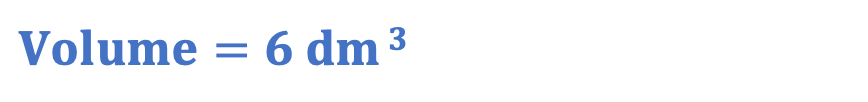 Volume = 6 dm³